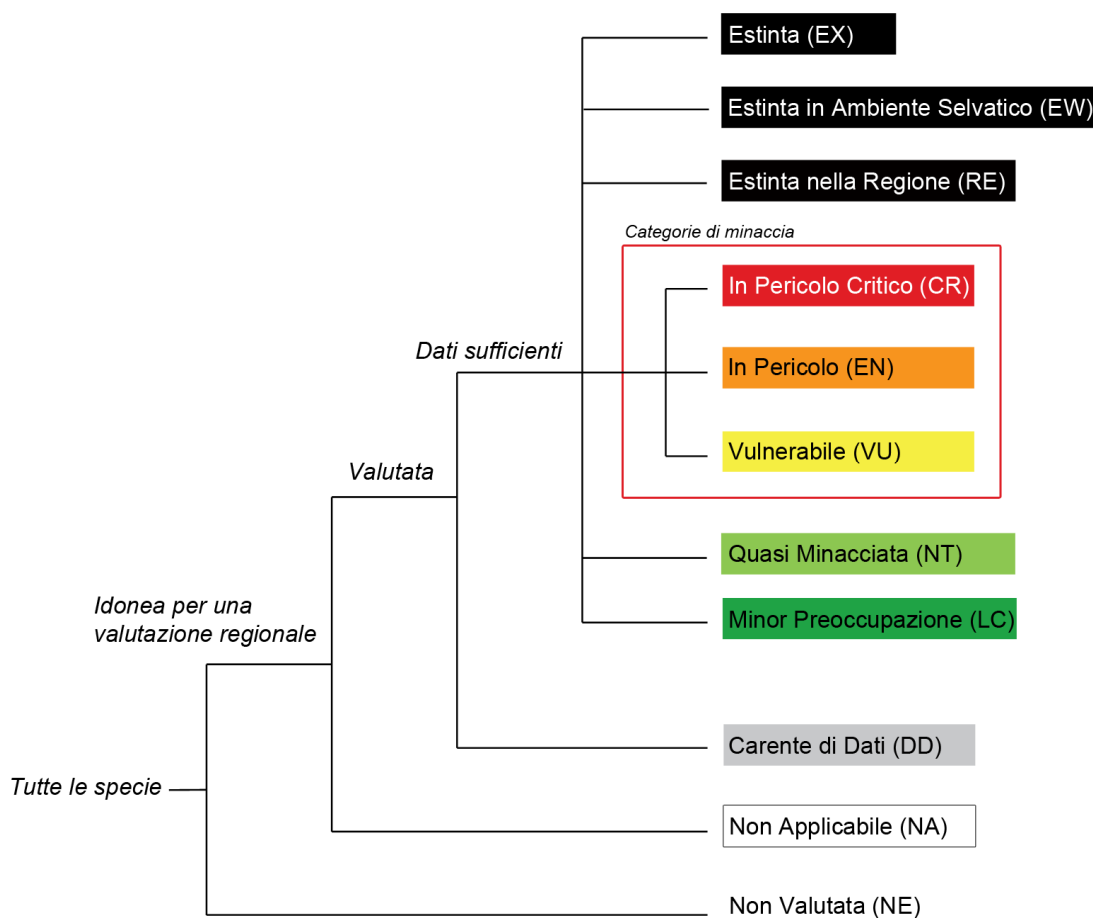 Estinta (EX)
Estinta in Ambiente Selvatico (EW)
Estinta nella Regione (RE)
Categorie di minaccia
In Pericolo Critico (CR)
Dati sufficienti
In Pericolo (EN)
Vulnerabile (VU)
Valutata
Quasi Minacciata (NT)
Idonea per una
valutazione regionale
Minor Preoccupazione (LC)
Carente di Dati (DD)
Tutte le specie
Non Applicabile (NA)
Non Valutata (NE)